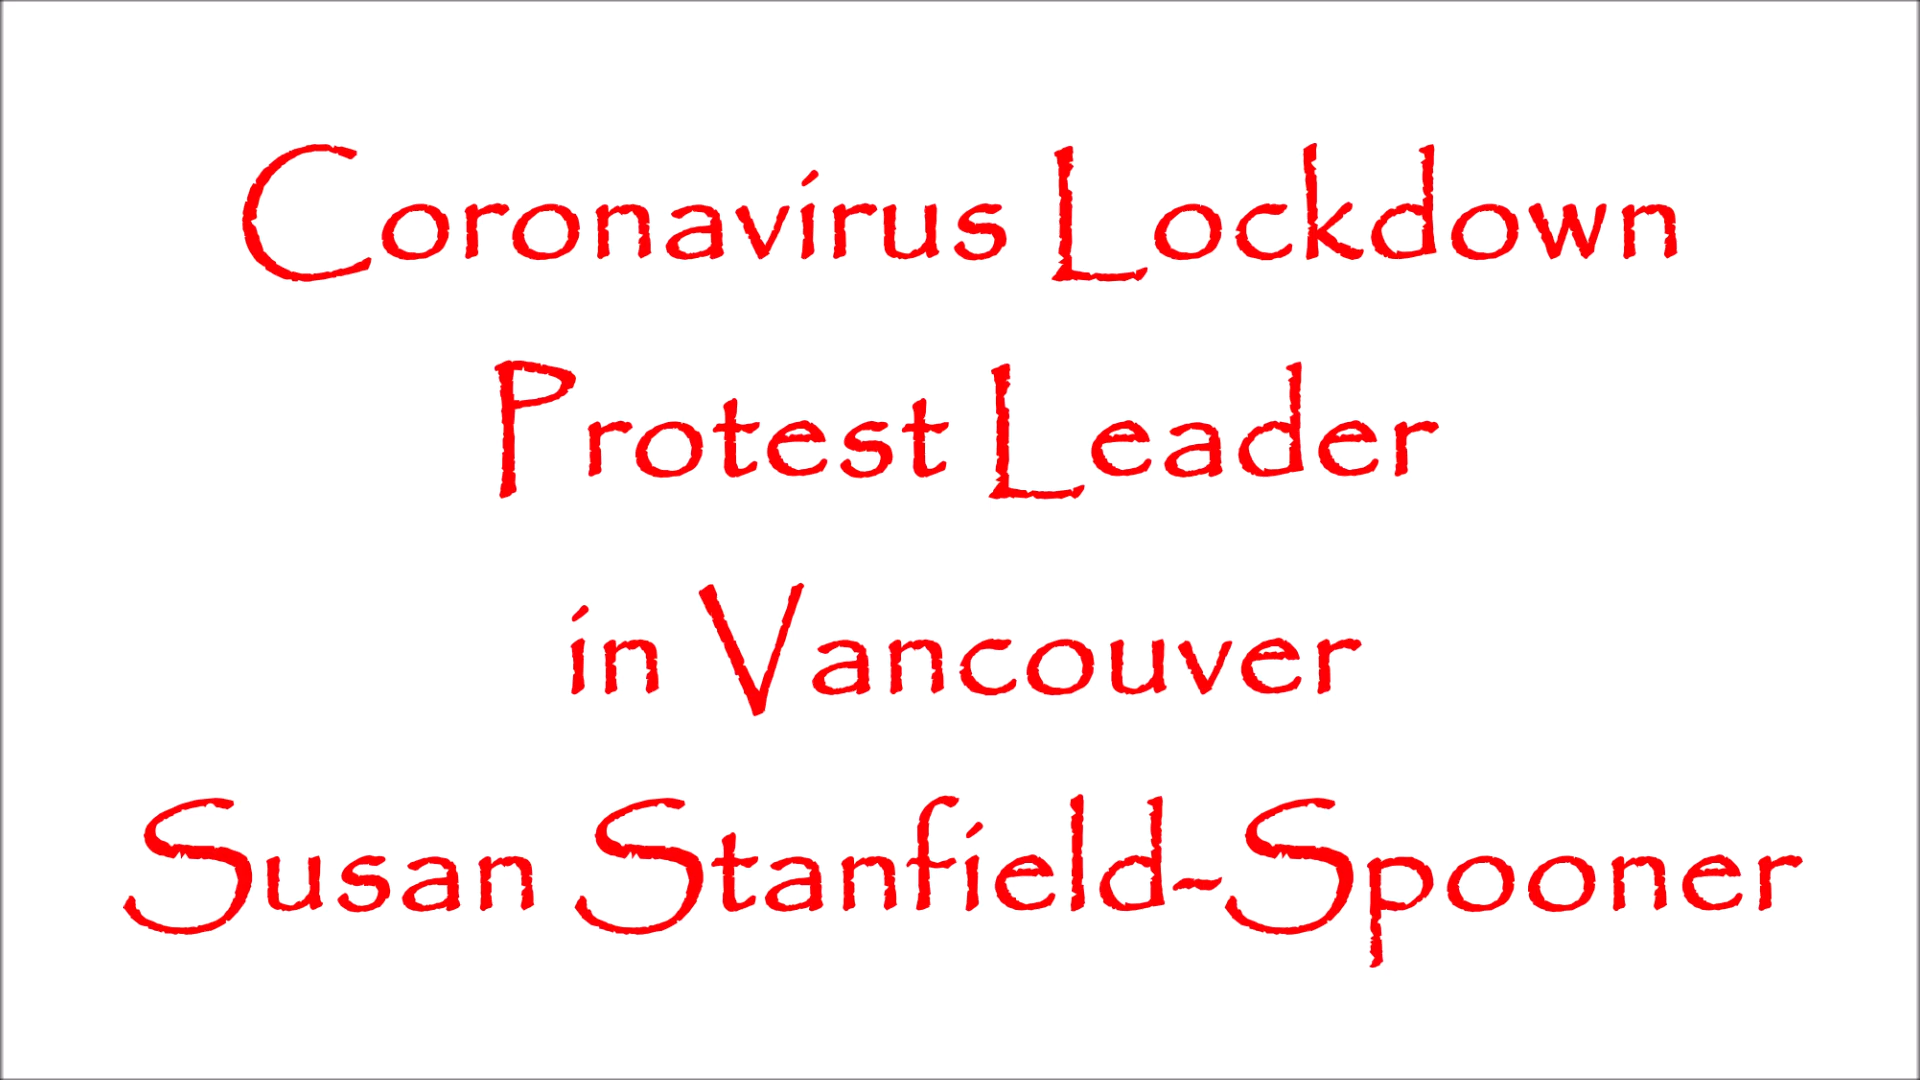 Coronavirus Lockdown
Protest Leader
in Vancouver
Susan Stanfield-Spooner